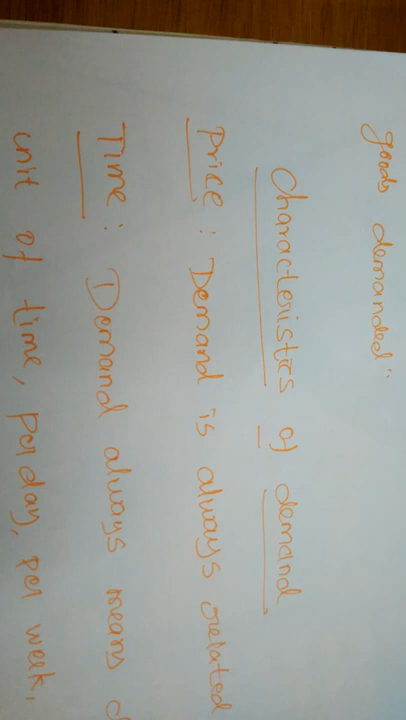 goods demanded"
Characteristics of demand
Price : Demand is always related
Time : Demand always means
unit of time, per day, per week,